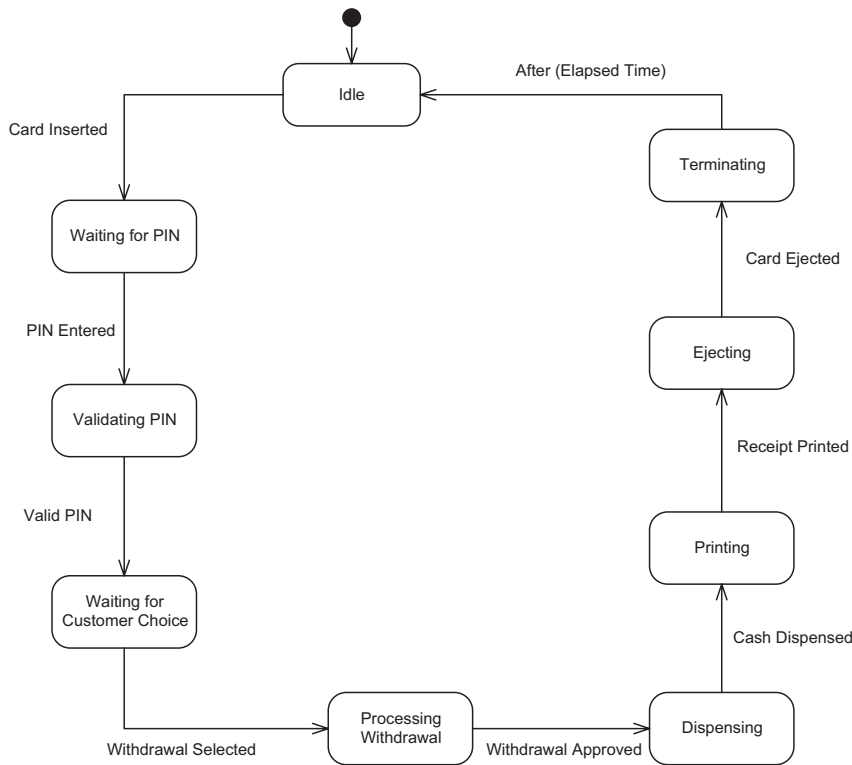 Idle
After (Elapsed Time)
Card Inserted
Terminating
Waiting for PIN
Card Ejected
PIN Entered
Ejecting
Validating PIN
Receipt Printed
Valid PIN
Printing
Waiting for
Customer Choice
Cash Dispensed
Processing
Withdrawal
Dispensing
Withdrawal Selected
Withdrawal Approved